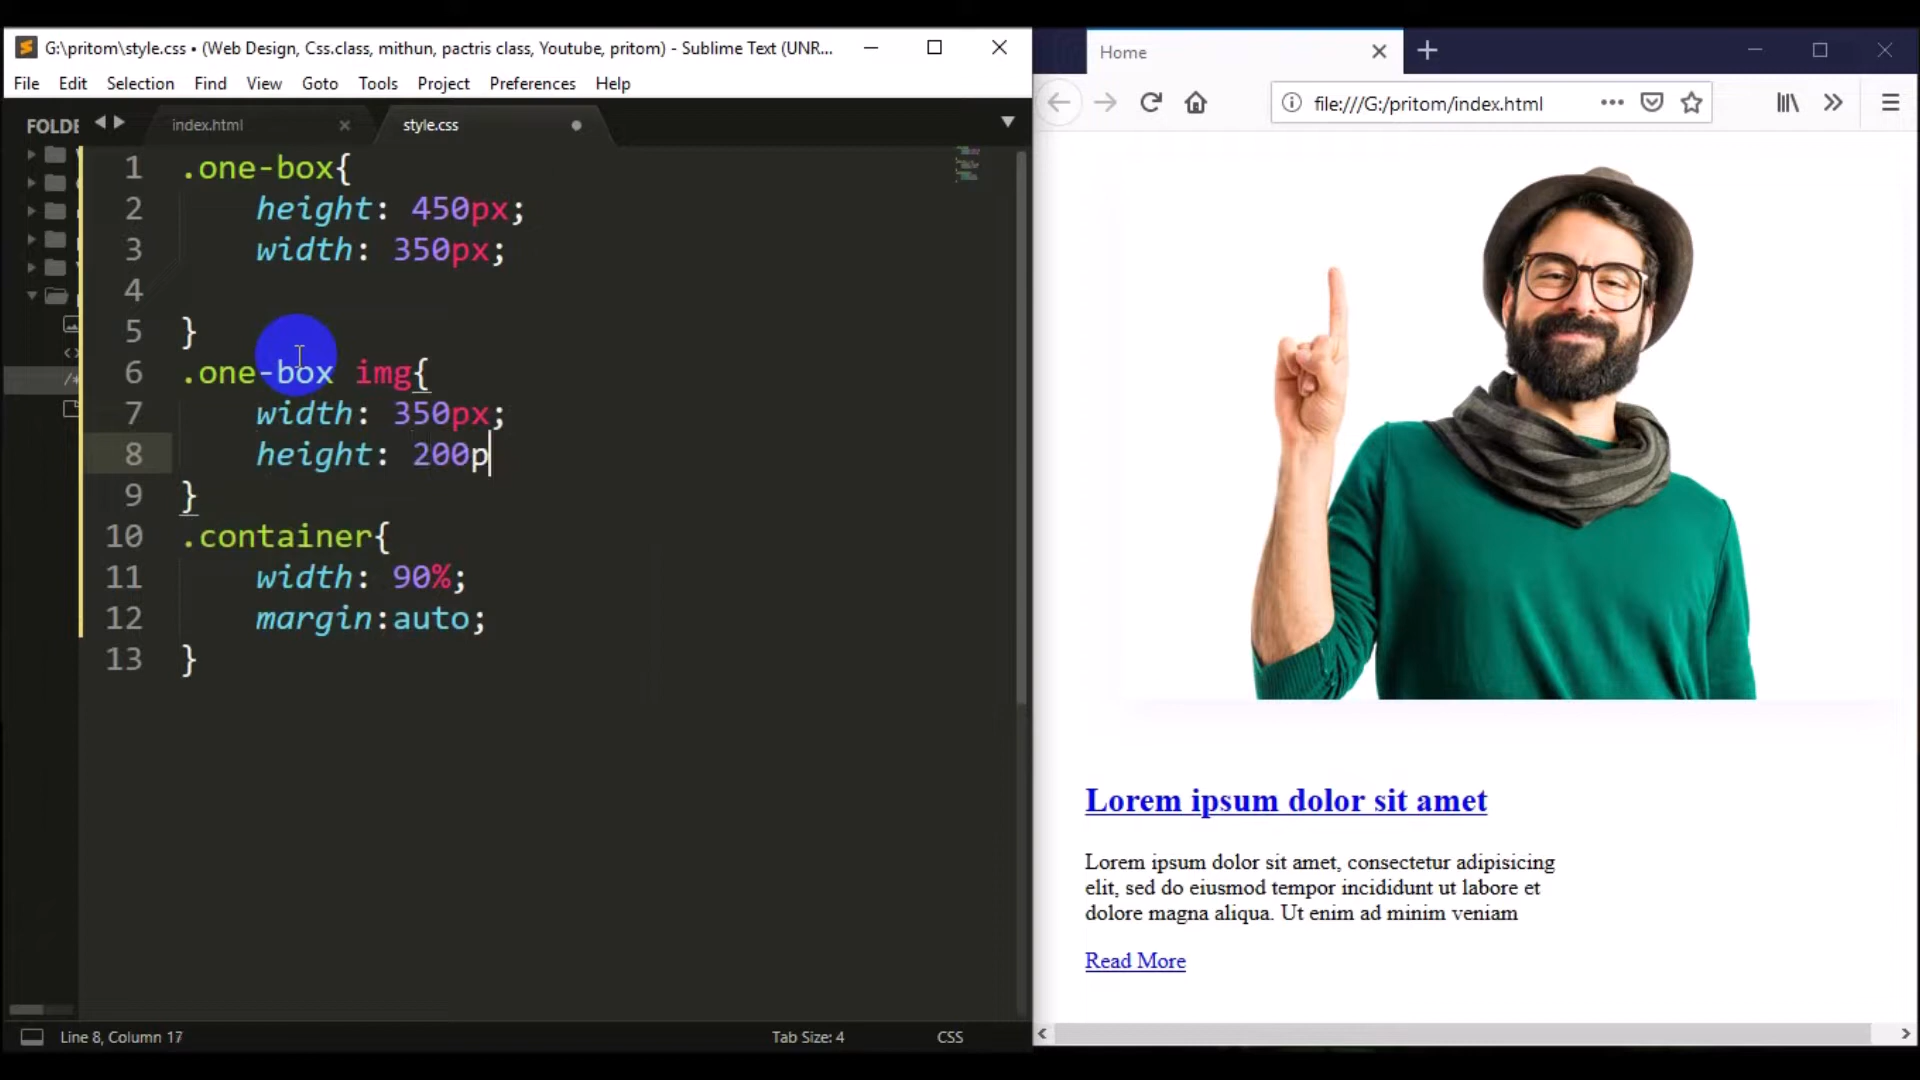 G:\pritom\style.css • (Web Design, Css.class, mithun, pactris class, Youtube, pritom) - Sublime Text (UNR...
File Edit Selection Find View Goto Tools Project Preferences Help
FOLDE
index.html
style.css
1 .one-box{
2 height: 450px;
3 width: 350px;
4
5 }
6 .one-box img{
7 width: 350px;
8 height: 200p
9 }
10 .container{
11 width: 90%;
12 margin:auto;
13 }
Line 8, Column 17
Tab Size: 4
CSS
Home
file:///G:/pritom/index.html
Lorem ipsum dolor sit amet
Lorem ipsum dolor sit amet, consectetur adipisicing
elit, sed do eiusmod tempor incididunt ut labore et
dolore magna aliqua. Ut enim ad minim veniam
Read More